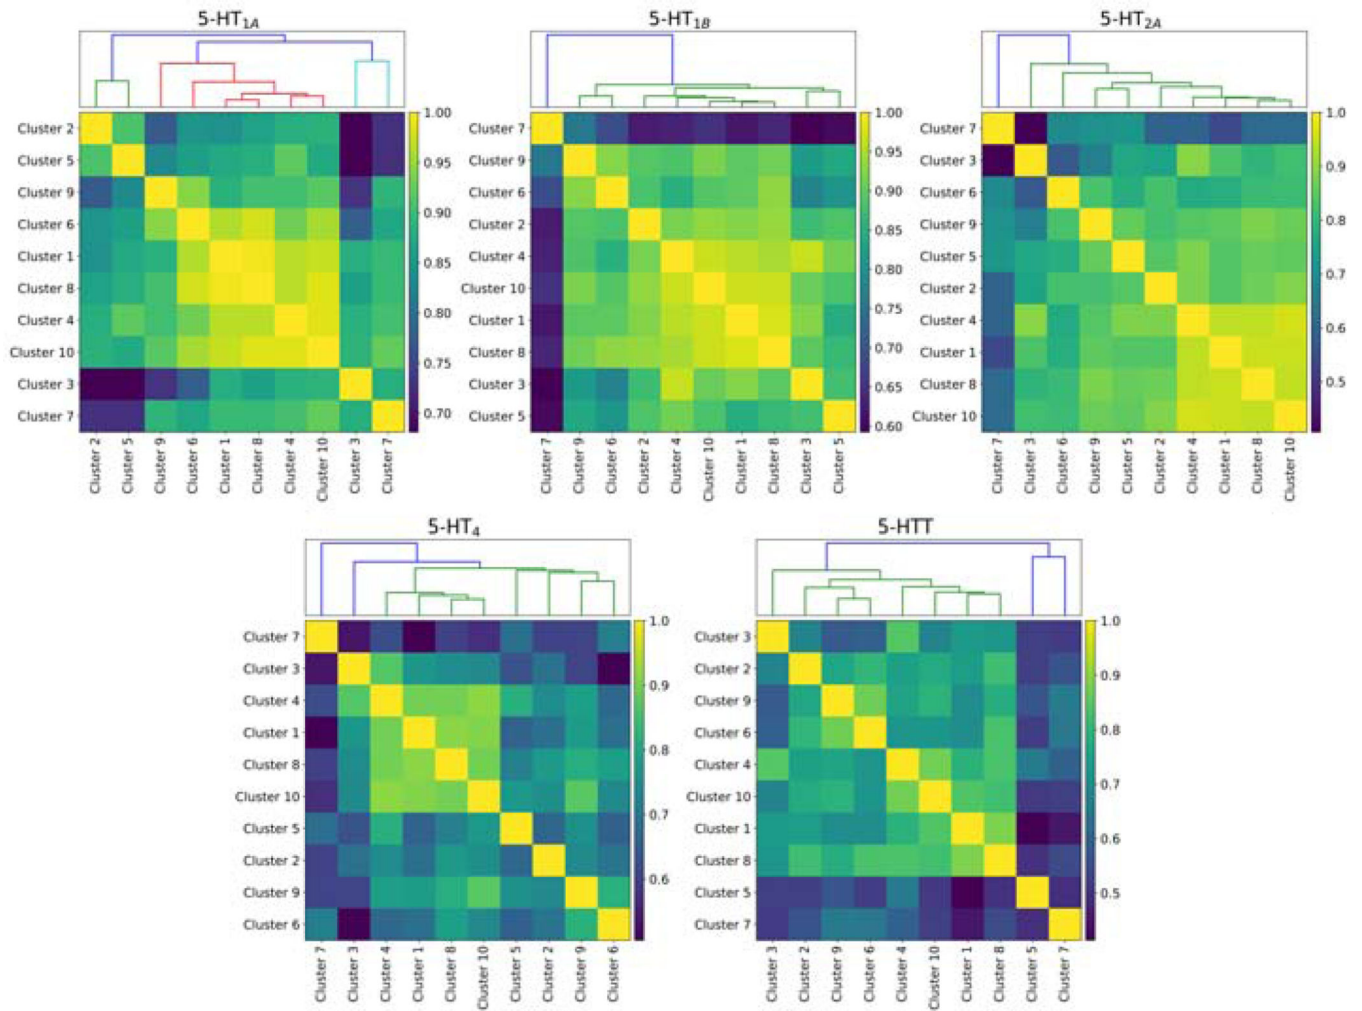 5-HT1A
Cluster 2
Cluster 5
Cluster 9
Cluster 6
Cluster 1
Cluster 8
Cluster 4
Cluster 10
Cluster 3
Cluster 7
1.00
0.95
0.90
0.85
0.80
0.75
0.70
Cluster 2
Cluster 5
Cluster 9
Cluster 6
Cluster 1
Cluster 8
Cluster 4
Cluster 10
Cluster 3
Cluster 7
5-HT1B
Cluster 7
Cluster 9
Cluster 6
Cluster 2
Cluster 4
Cluster 10
Cluster 1
Cluster 8
Cluster 3
Cluster 5
1.00
0.95
0.90
0.85
0.80
0.75
0.70
0.65
0.60
Cluster 7
Cluster 9
Cluster 6
Cluster 2
Cluster 4
Cluster 10
Cluster 1
Cluster 8
Cluster 3
Cluster 5
5-HT2A
Cluster 7
Cluster 3
Cluster 6
Cluster 9
Cluster 5
Cluster 2
Cluster 4
Cluster 1
Cluster 8
Cluster 10
1.0
0.9
0.8
0.7
0.6
0.5
Cluster 7
Cluster 3
Cluster 6
Cluster 9
Cluster 5
Cluster 2
Cluster 4
Cluster 1
Cluster 8
Cluster 10
5-HT4
Cluster 7
Cluster 3
Cluster 4
Cluster 1
Cluster 8
Cluster 10
Cluster 5
Cluster 2
Cluster 9
Cluster 6
1.0
0.9
0.8
0.7
0.6
Cluster 7
Cluster 3
Cluster 4
Cluster 1
Cluster 8
Cluster 10
Cluster 5
Cluster 2
Cluster 9
Cluster 6
5-HTT
Cluster 3
Cluster 2
Cluster 9
Cluster 6
Cluster 4
Cluster 10
Cluster 1
Cluster 8
Cluster 5
Cluster 7
1.0
0.9
0.8
0.7
0.6
0.5
Cluster 3
Cluster 2
Cluster 9
Cluster 6
Cluster 4
Cluster 10
Cluster 1
Cluster 8
Cluster 5
Cluster 7